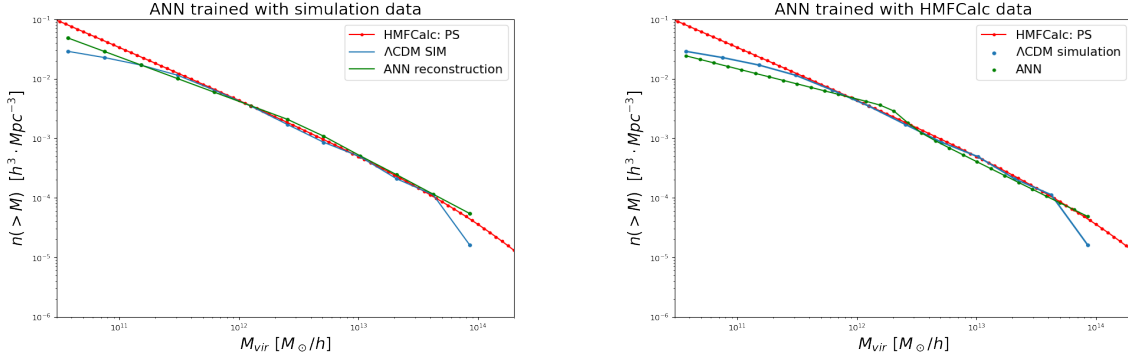 ANN trained with simulation data
HMFCalc: PS
ΛCDM SIM
ANN reconstruction
n(> M) [h³ · Mpc⁻³]
10⁻¹
10⁻²
10⁻³
10⁻⁴
10⁻⁵
10⁻⁶
10¹¹
10¹²
10¹³
10¹⁴
M_vir [M_⊙/h]
ANN trained with HMFCalc data
HMFCalc: PS
ΛCDM simulation
ANN
n(> M) [h³ · Mpc⁻³]
10⁻¹
10⁻²
10⁻³
10⁻⁴
10⁻⁵
10⁻⁶
10¹¹
10¹²
10¹³
10¹⁴
M_vir [M_⊙/h]